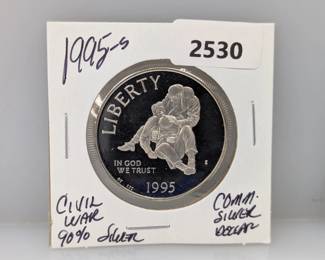 1995-S
2530
LIBERTY
IN GOD
WE TRUST
S
1995
CIVIL
WAR
90% SILVER
COMM.
SILVER
DOLLAR